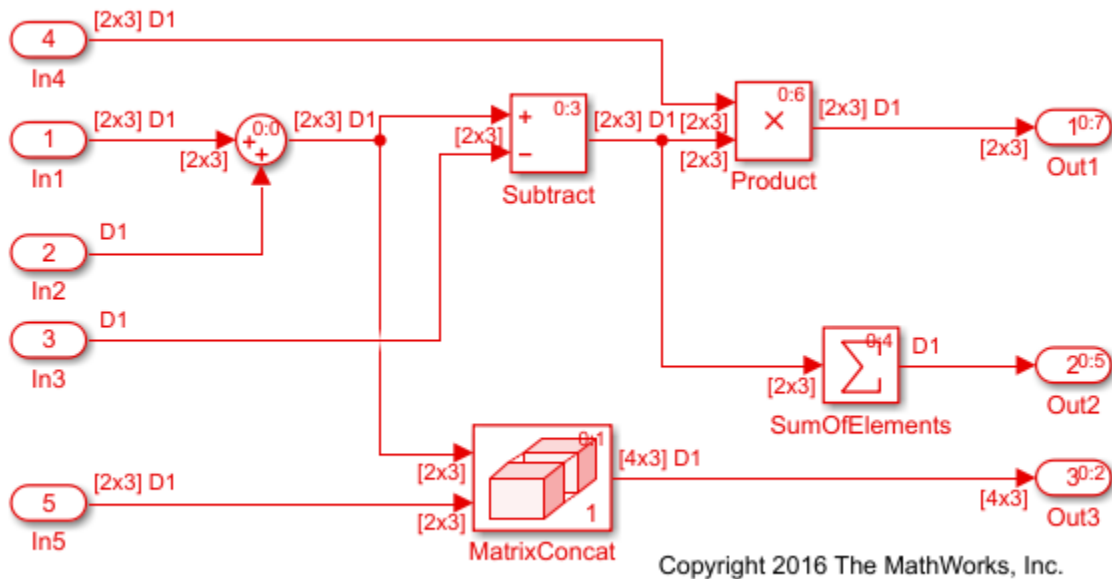 4
[2x3] D1
In4
1
[2x3] D1
[2x3]
In1
0:0
+
+
[2x3] D1
[2x3]
+
−
0:3
Subtract
[2x3] D1
[2x3]
[2x3]
0:6
×
Product
[2x3] D1
[2x3]
1 0:7
Out1
2
D1
In2
3
D1
In3
[2x3]
0:4
Σ
SumOfElements
D1
2 0:5
Out2
5
[2x3] D1
In5
[2x3]
[2x3]
0:1
1
MatrixConcat
[4x3] D1
[4x3]
3 0:2
Out3
Copyright 2016 The MathWorks, Inc.